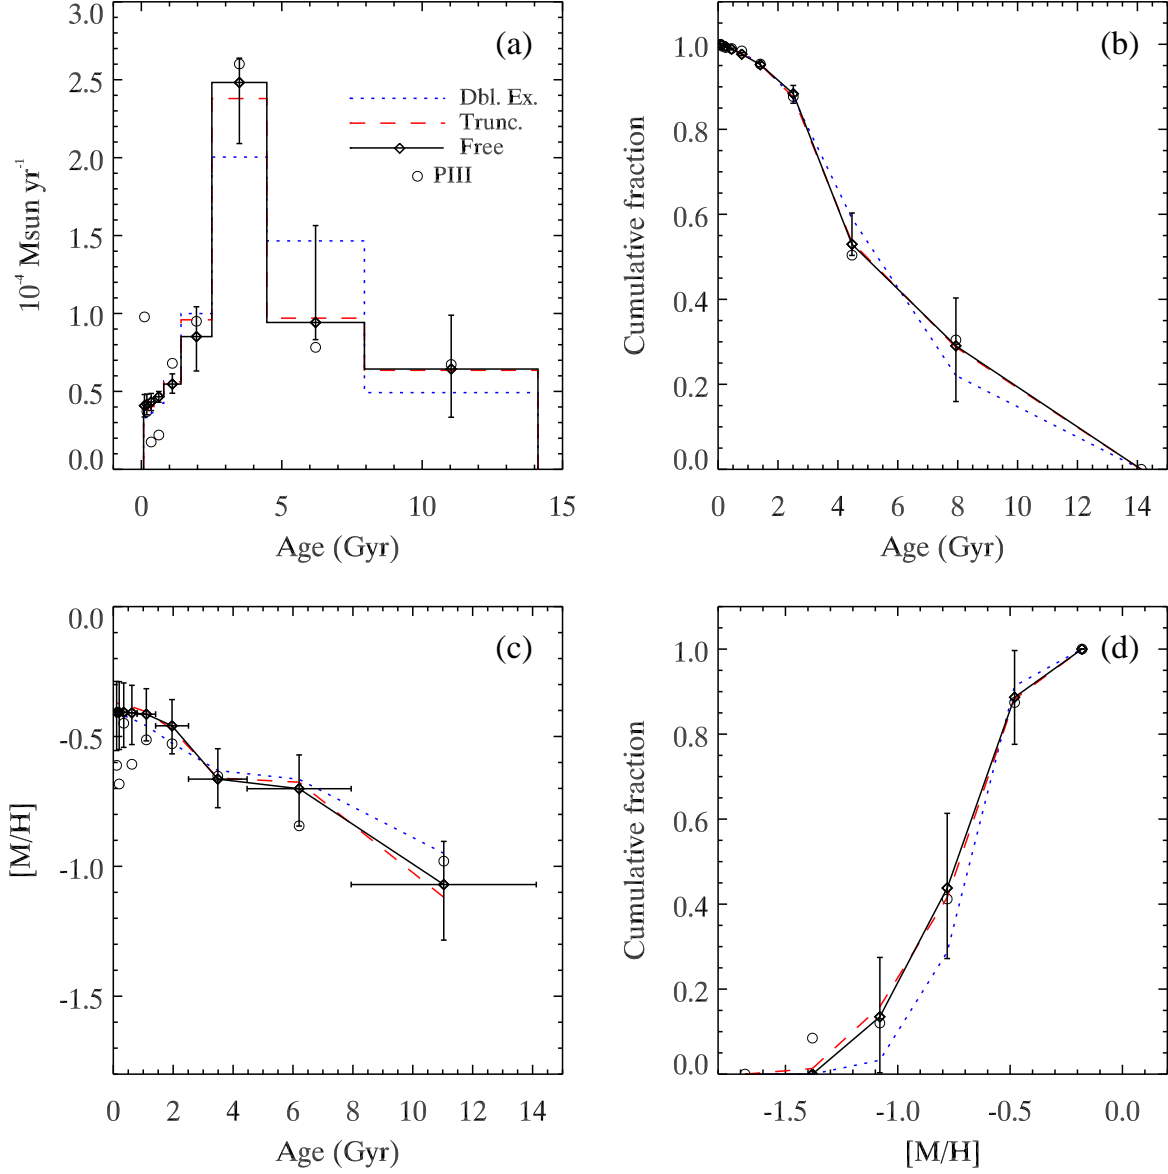 (a)
3.0
2.5
2.0
1.5
1.0
0.5
0.0
10⁻⁴ Msun yr⁻¹
Dbl. Ex.
Trunc.
Free
PIII
0 5 10 15
Age (Gyr)
(b)
1.0
0.8
0.6
0.4
0.2
0.0
Cumulative fraction
0 2 4 6 8 10 12 14
Age (Gyr)
(c)
0.0
-0.5
-1.0
-1.5
[M/H]
0 2 4 6 8 10 12 14
Age (Gyr)
(d)
1.0
0.8
0.6
0.4
0.2
0.0
Cumulative fraction
-1.5 -1.0 -0.5 0.0
[M/H]